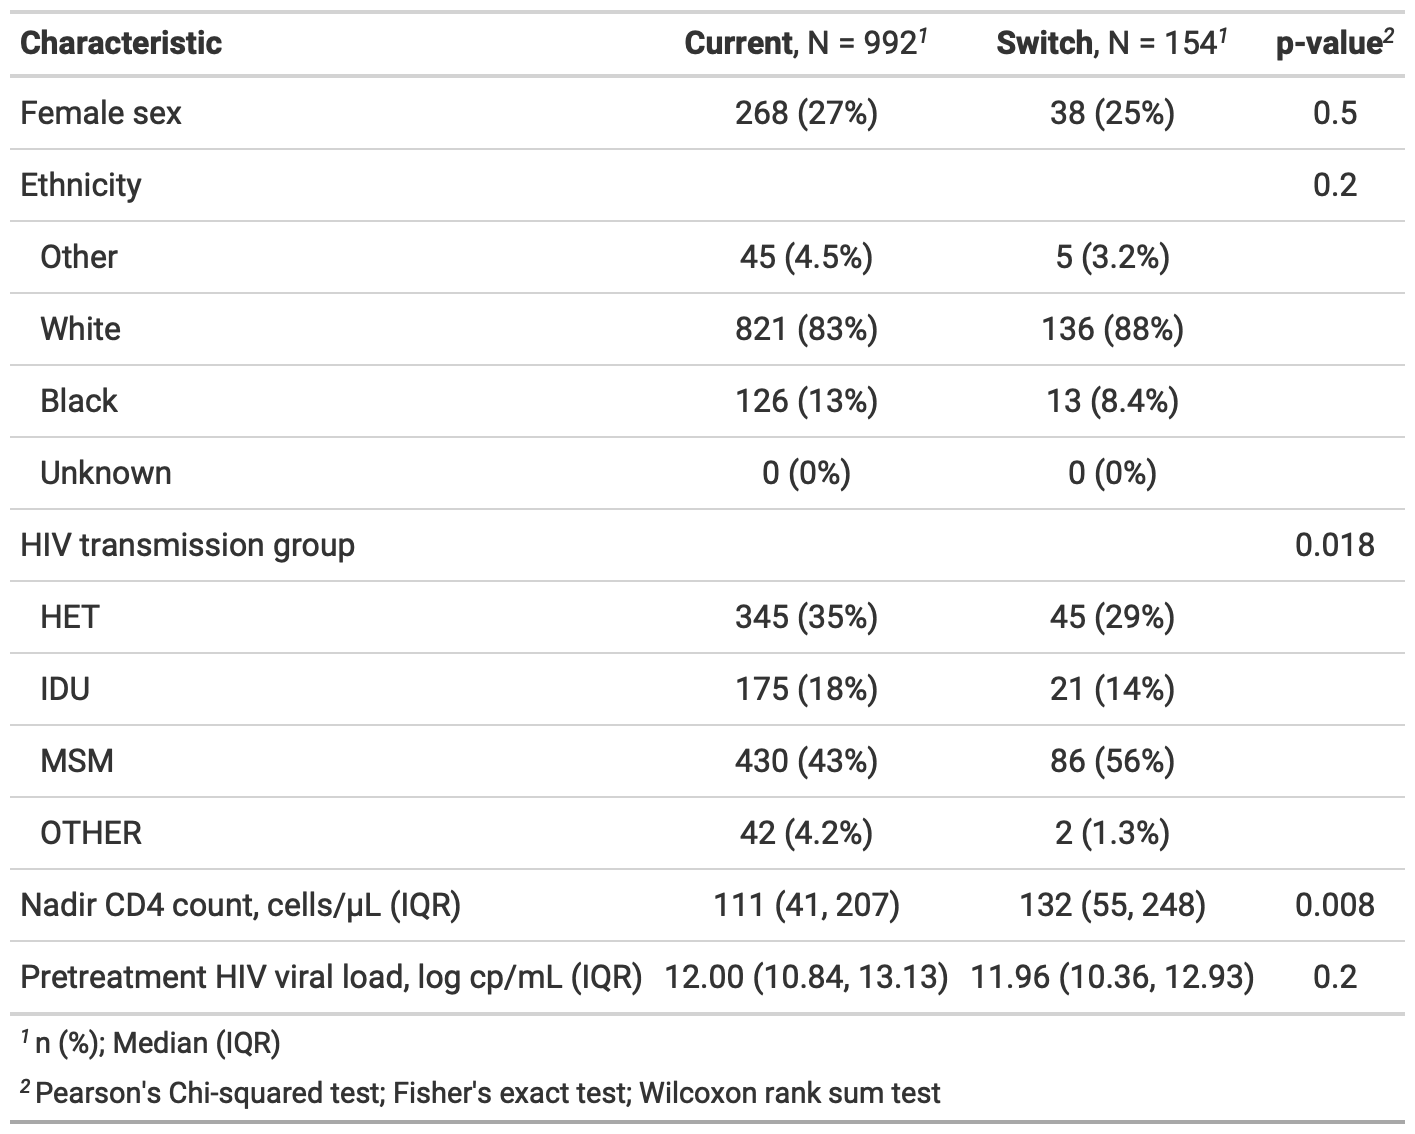 Characteristic Current, N = 992¹ Switch, N = 154¹ p-value²
Female sex 268 (27%) 38 (25%) 0.5
Ethnicity 0.2
Other 45 (4.5%) 5 (3.2%)
White 821 (83%) 136 (88%)
Black 126 (13%) 13 (8.4%)
Unknown 0 (0%) 0 (0%)
HIV transmission group 0.018
HET 345 (35%) 45 (29%)
IDU 175 (18%) 21 (14%)
MSM 430 (43%) 86 (56%)
OTHER 42 (4.2%) 2 (1.3%)
Nadir CD4 count, cells/µL (IQR) 111 (41, 207) 132 (55, 248) 0.008
Pretreatment HIV viral load, log cp/mL (IQR) 12.00 (10.84, 13.13) 11.96 (10.36, 12.93) 0.2
¹ n (%); Median (IQR)
² Pearson's Chi-squared test; Fisher's exact test; Wilcoxon rank sum test